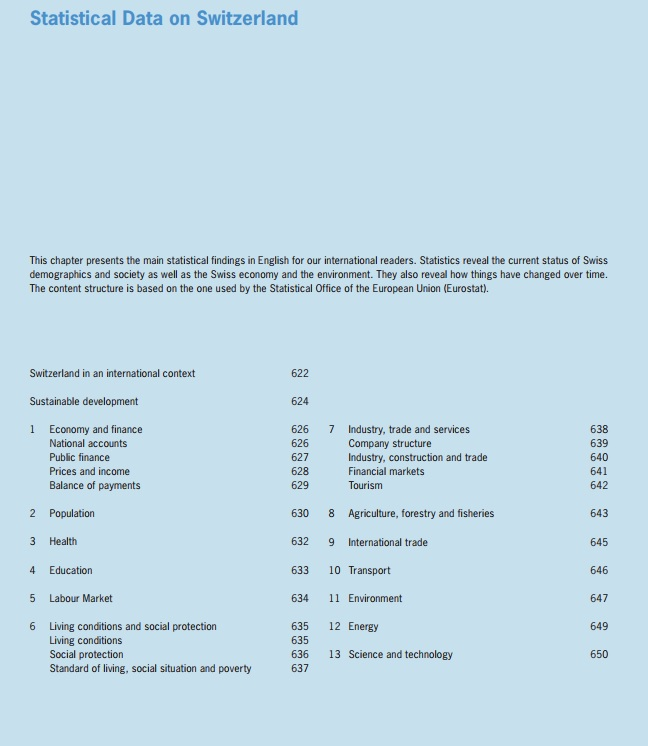 Statistical Data on Switzerland
This chapter presents the main statistical findings in English for our international readers. Statistics reveal the current status of Swiss
demographics and society as well as the Swiss economy and the environment. They also reveal how things have changed over time.
The content structure is based on the one used by the Statistical Office of the European Union (Eurostat).
Switzerland in an international context 622
Sustainable development 624
1 Economy and finance 626
National accounts 626
Public finance 627
Prices and income 628
Balance of payments 629
2 Population 630
3 Health 632
4 Education 633
5 Labour Market 634
6 Living conditions and social protection 635
Living conditions 635
Social protection 636
Standard of living, social situation and poverty 637
7 Industry, trade and services 638
Company structure 639
Industry, construction and trade 640
Financial markets 641
Tourism 642
8 Agriculture, forestry and fisheries 643
9 International trade 645
10 Transport 646
11 Environment 647
12 Energy 649
13 Science and technology 650